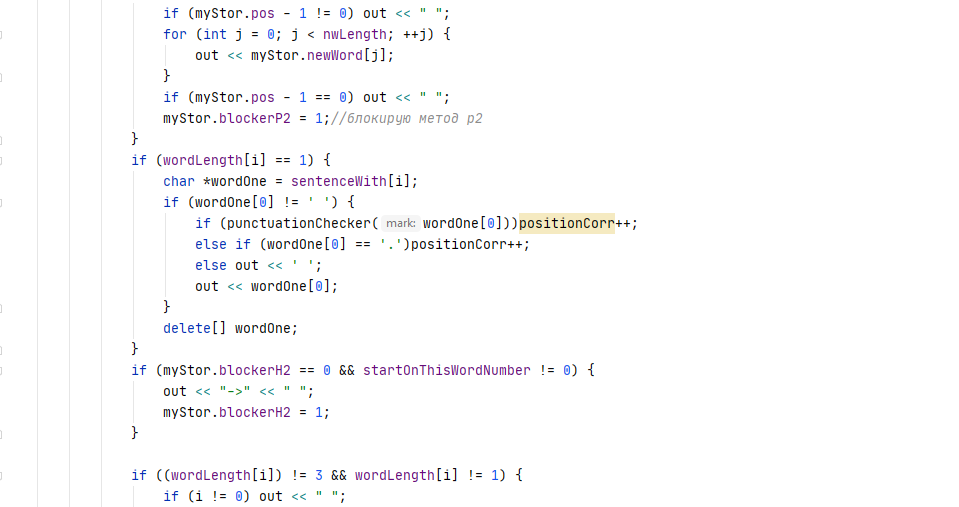 if (myStor.pos - 1 != 0) out << " ";
for (int j = 0; j < nwLength; ++j) {
out << myStor.newWord[j];
}
if (myStor.pos - 1 == 0) out << " ";
myStor.blockerP2 = 1;//блокирую метод p2
}
if (wordLength[i] == 1) {
char *wordOne = sentenceWith[i];
if (wordOne[0] != ' ') {
if (punctuationChecker( mark: wordOne[0]))positionCorr++;
else if (wordOne[0] == '.')positionCorr++;
else out << ' ';
out << wordOne[0];
}
delete[] wordOne;
}
if (myStor.blockerH2 == 0 && startOnThisWordNumber != 0) {
out << "->" << " ";
myStor.blockerH2 = 1;
}
if ((wordLength[i]) != 3 && wordLength[i] != 1) {
if (i != 0) out << " ";